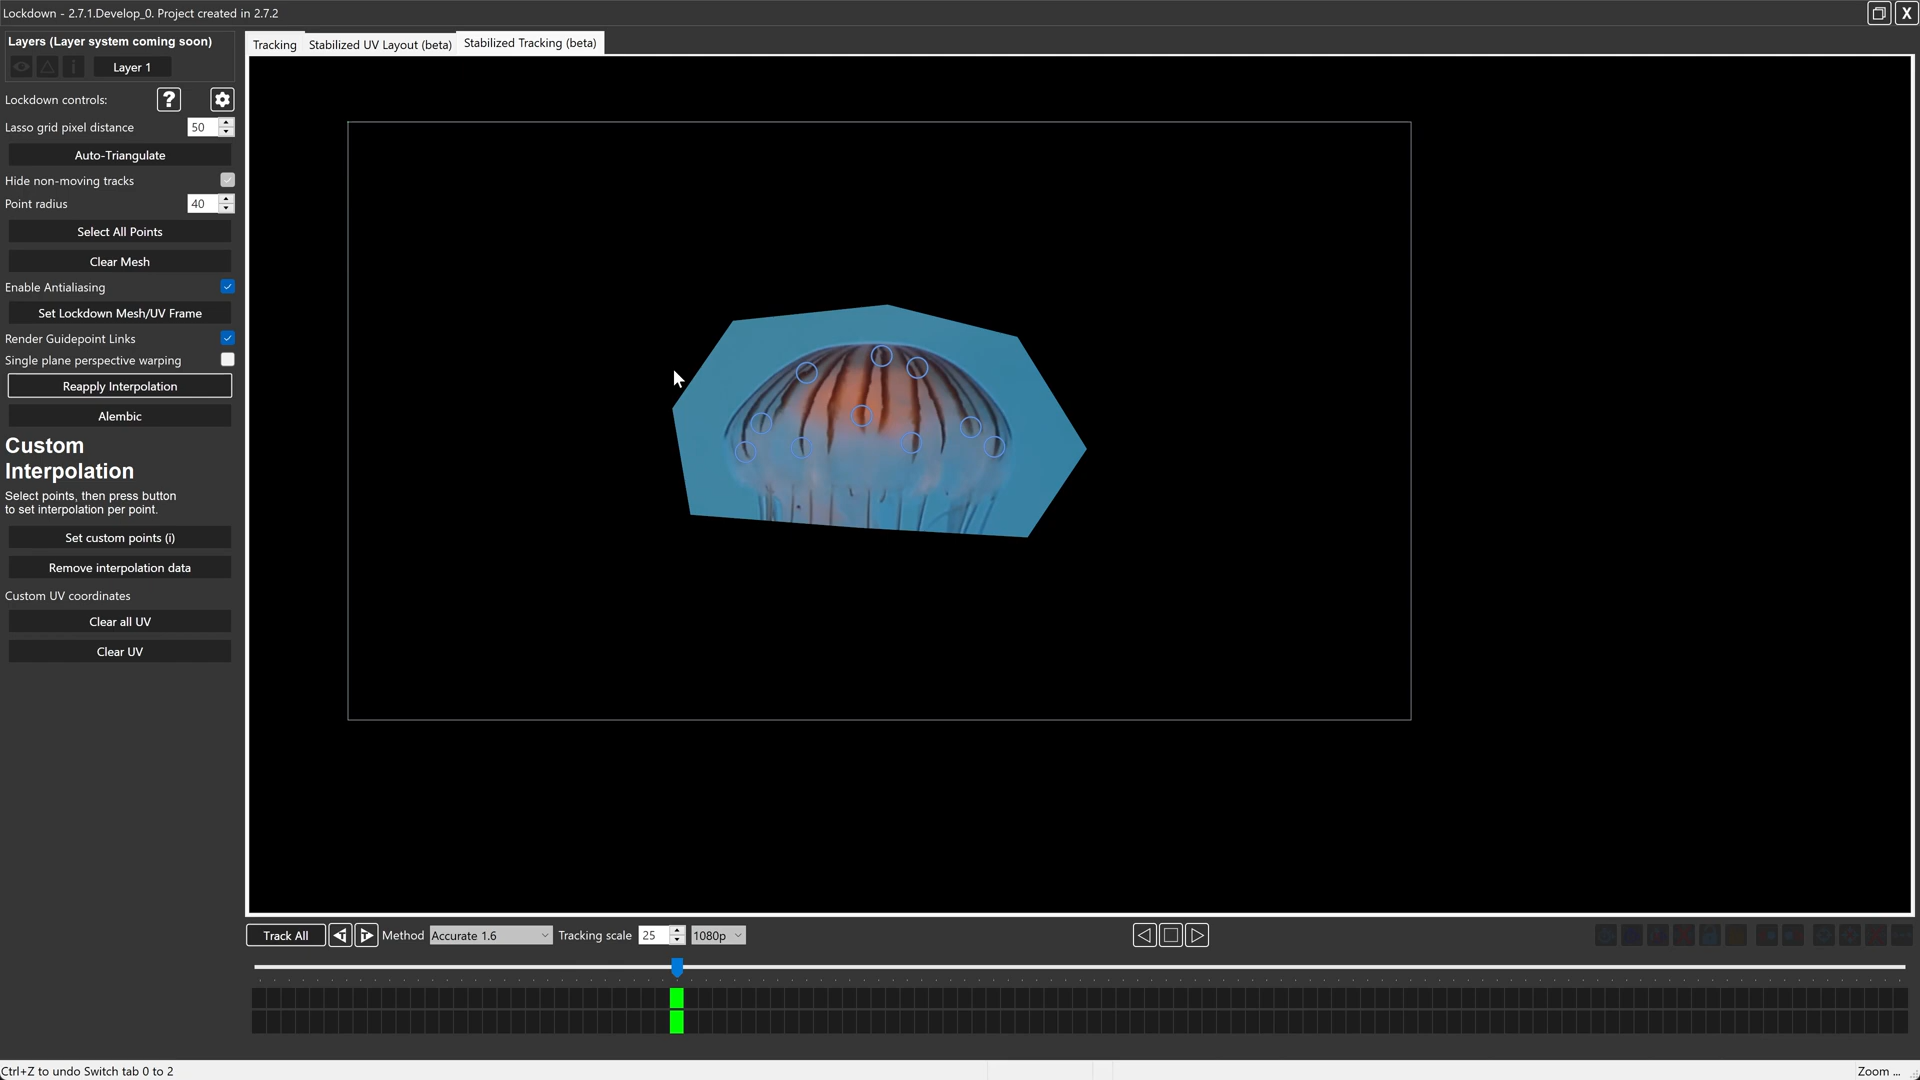 Lockdown - 2.7.1.Develop_0. Project created in 2.7.2
X
Layers (Layer system coming soon)
i
Layer 1
Tracking
Stabilized UV Layout (beta)
Stabilized Tracking (beta)
Lockdown controls:
?
Lasso grid pixel distance
50
Auto-Triangulate
Hide non-moving tracks
Point radius
40
Select All Points
Clear Mesh
Enable Antialiasing
Set Lockdown Mesh/UV Frame
Render Guidepoint Links
Single plane perspective warping
Reapply Interpolation
Alembic
Custom
Interpolation
Select points, then press button
to set interpolation per point.
Set custom points (i)
Remove interpolation data
Custom UV coordinates
Clear all UV
Clear UV
Track All
Method
Accurate 1.6
Tracking scale
25
1080p
Ctrl+Z to undo Switch tab 0 to 2
Zoom ...